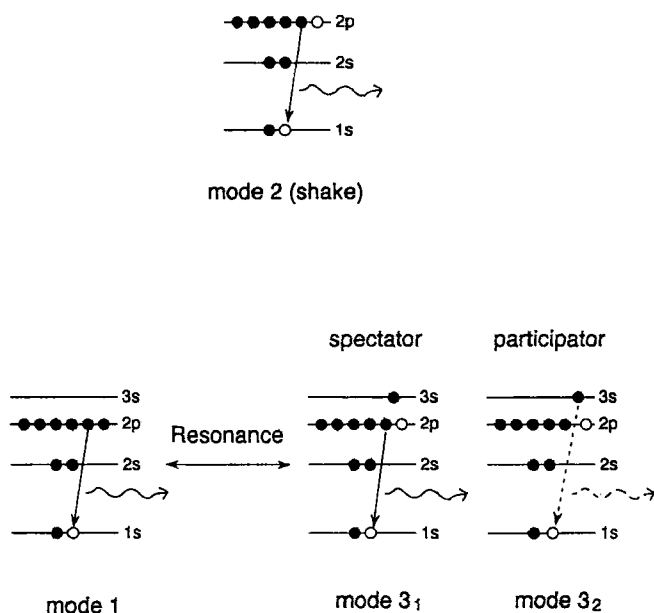 2p
2s
1s
mode 2 (shake)
spectator
participator
3s
2p
2s
1s
mode 1
Resonance
3s
2p
2s
1s
mode 3₁
3s
2p
2s
1s
mode 3₂